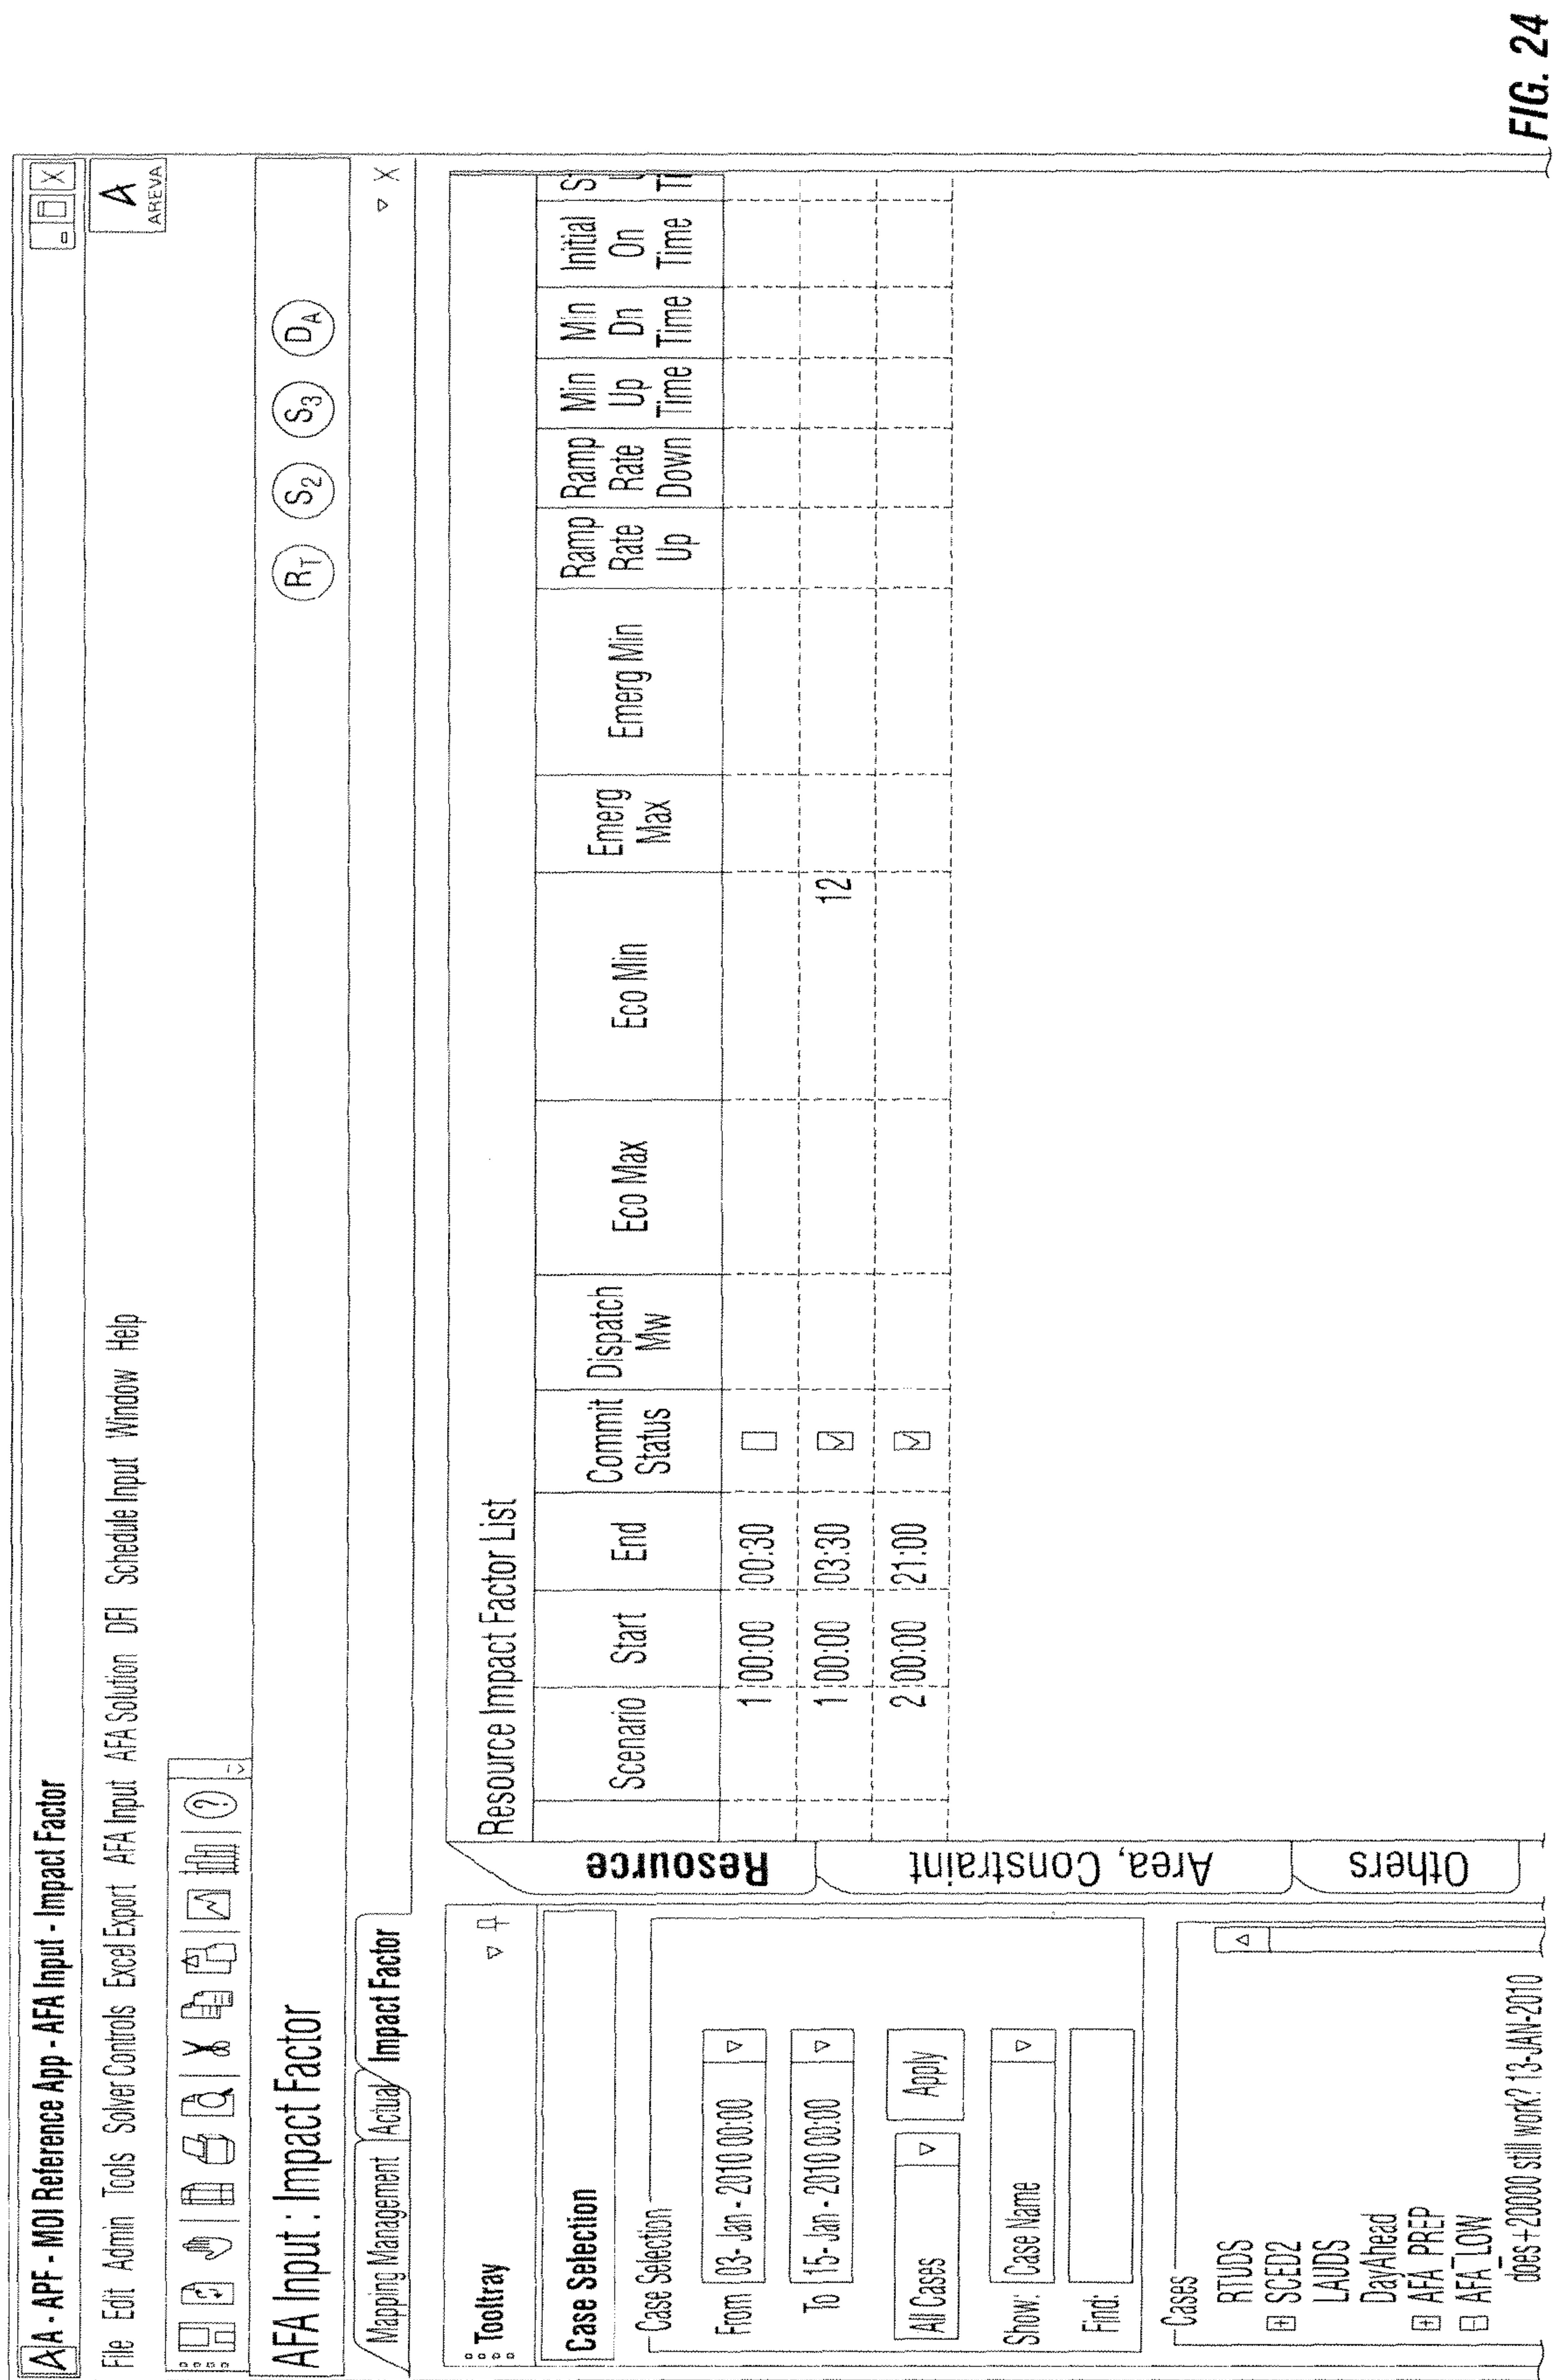 A A - APF - MOI Reference App - AFA Input - Impact Factor
X
File Edit Admin Tools Solver Controls Excel Export AFA Input AFA Solution DFI Schedule Input Window Help
A
AREVA
?
AFA Input : Impact Factor
RT S2 S3 DA
Mapping Management Actual Impact Factor
X
Tooltray
Case Selection
Case Selection
From 03- Jan - 2010 00:00
To 15- Jan - 2010 00:00
All Cases Apply
Show: Case Name
Find:
Cases
RTUDS
+ SCED2
LAUDS
DayAhead
+ AFA_PREP
- AFA_LOW
does+20000 still work? 13-JAN-2010
Resource
Area, Constraint
Others
Resource Impact Factor List
Scenario Start End Commit Status Dispatch Mw Eco Max Eco Min Emerg Max Emerg Min Ramp Rate Up Ramp Rate Down Min Up Time Min Dn Time Initial On Time
1 00:00 00:30
1 00:00 03:30 12
2 00:00 21:00
FIG. 24